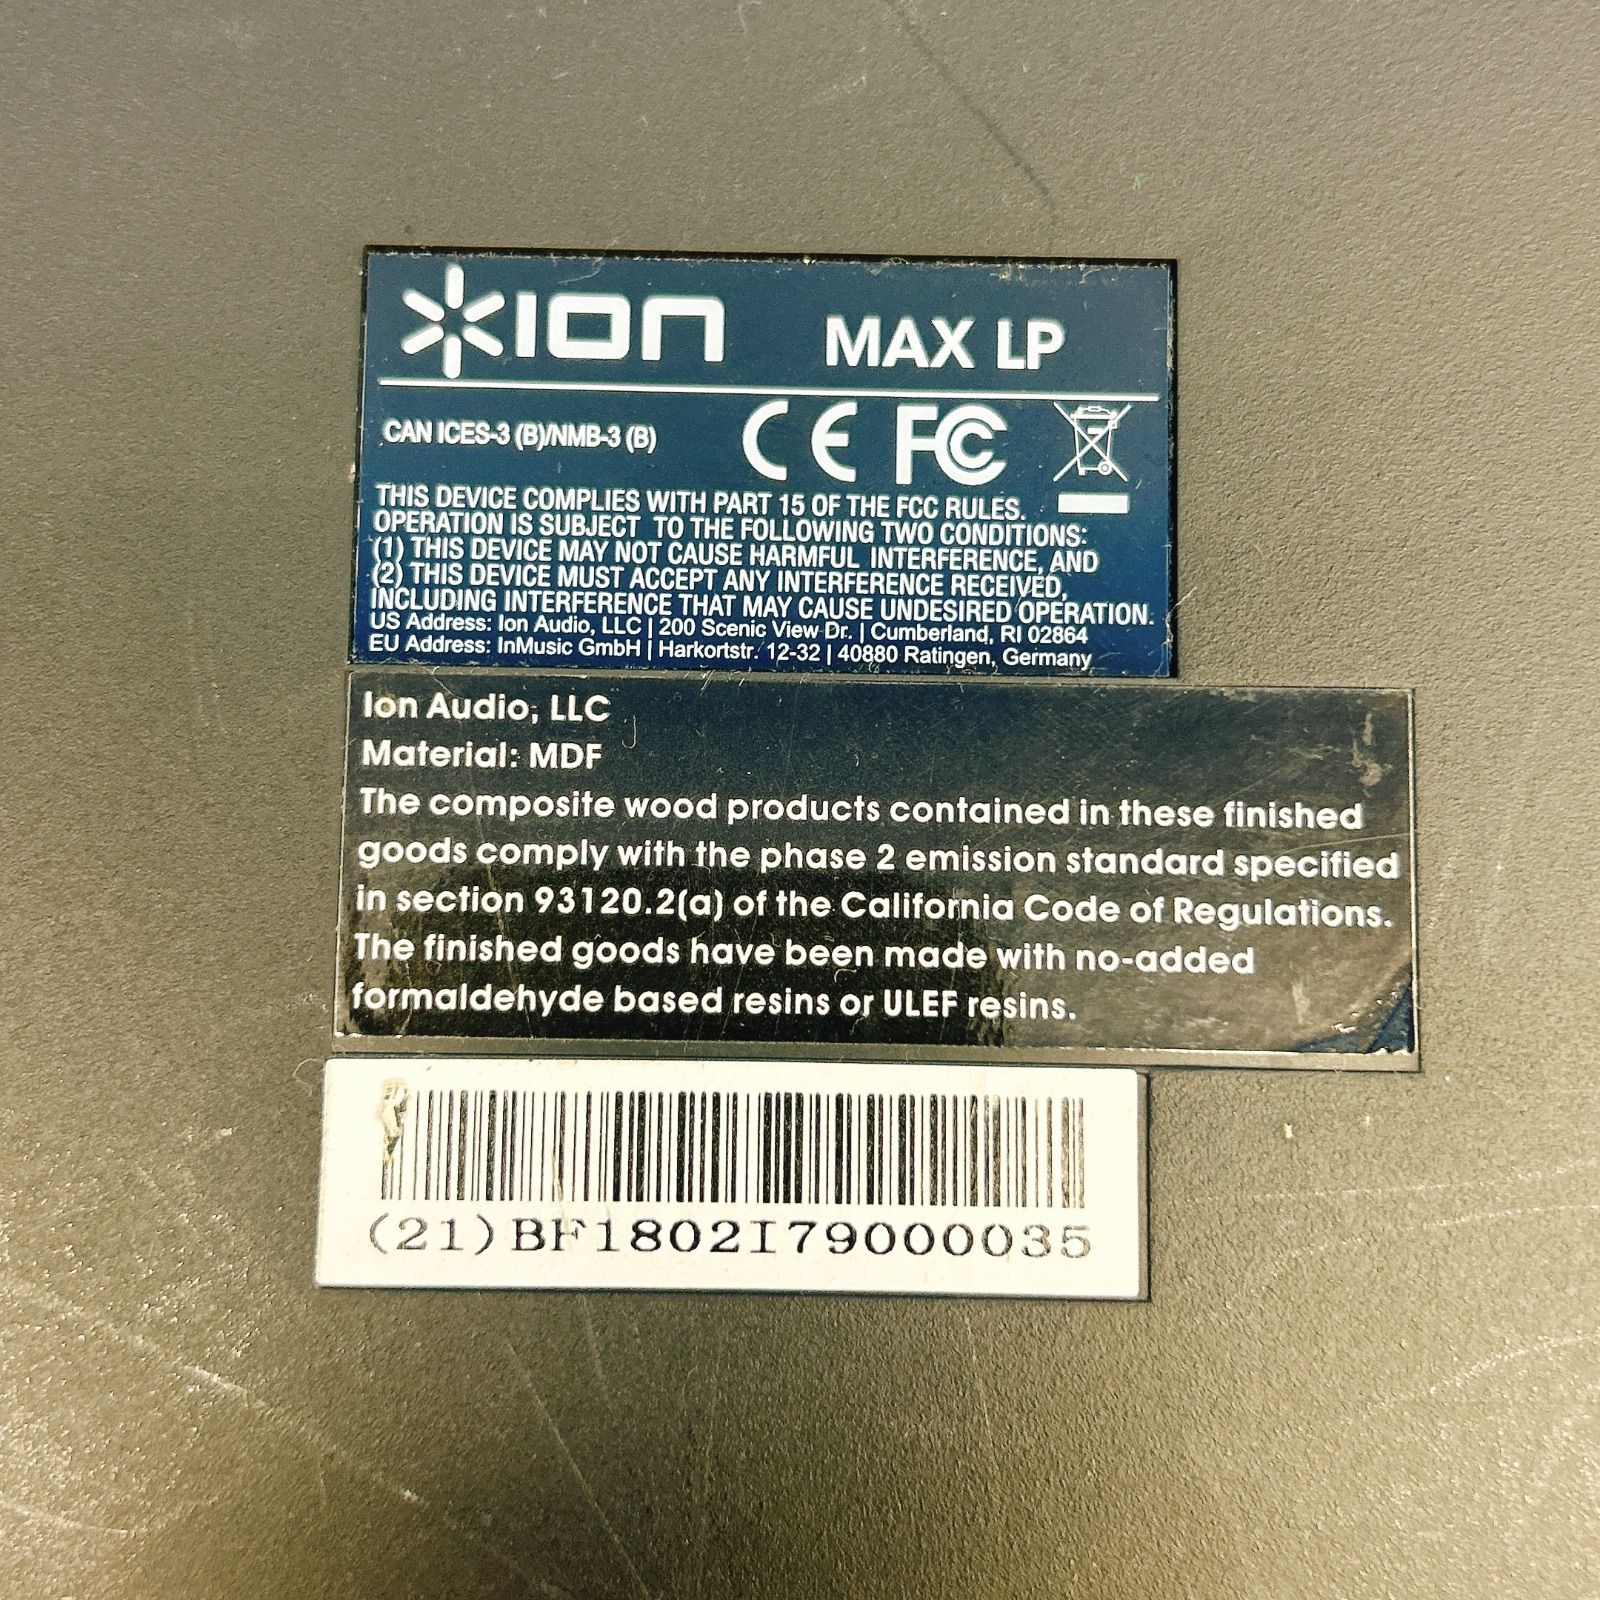 ION MAX LP
CAN ICES-3 (B)/NMB-3 (B) CE FC
THIS DEVICE COMPLIES WITH PART 15 OF THE FCC RULES.
OPERATION IS SUBJECT TO THE FOLLOWING TWO CONDITIONS:
(1) THIS DEVICE MAY NOT CAUSE HARMFUL INTERFERENCE, AND
(2) THIS DEVICE MUST ACCEPT ANY INTERFERENCE RECEIVED,
INCLUDING INTERFERENCE THAT MAY CAUSE UNDESIRED OPERATION.
US Address: Ion Audio, LLC | 200 Scenic View Dr. | Cumberland, RI 02864
EU Address: InMusic GmbH | Harkortstr. 12-32 | 40880 Ratingen, Germany
Ion Audio, LLC
Material: MDF
The composite wood products contained in these finished
goods comply with the phase 2 emission standard specified
in section 93120.2(a) of the California Code of Regulations.
The finished goods have been made with no-added
formaldehyde based resins or ULEF resins.
(21)BF1802I79000035